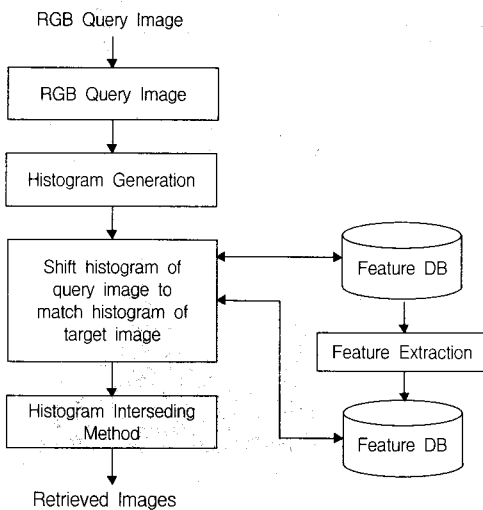 RGB Query Image
RGB Query Image
Histogram Generation
Shift histogram of
query image to
match histogram of
target image
Histogram Interseding
Method
Retrieved Images
Feature DB
Feature Extraction
Feature DB